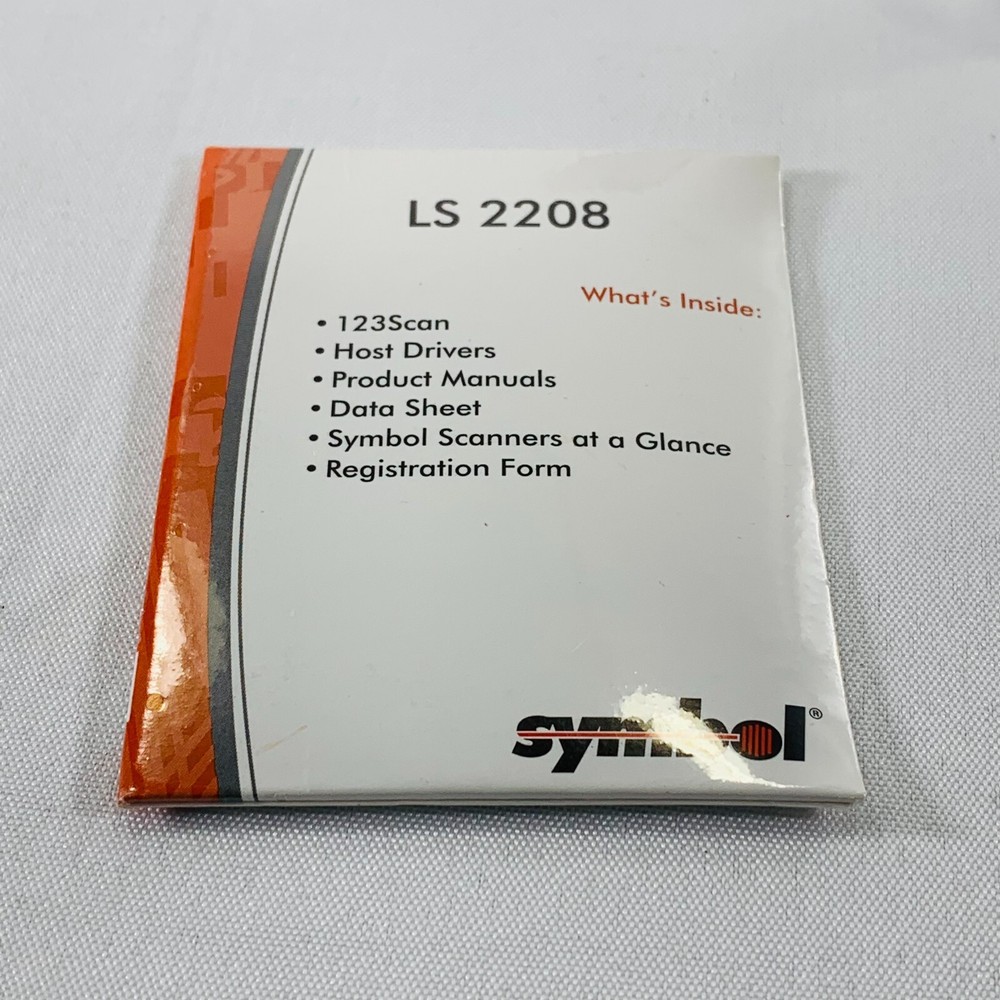 LS 2208
What's Inside:
• 123Scan
• Host Drivers
• Product Manuals
• Data Sheet
• Symbol Scanners at a Glance
• Registration Form
symbol®